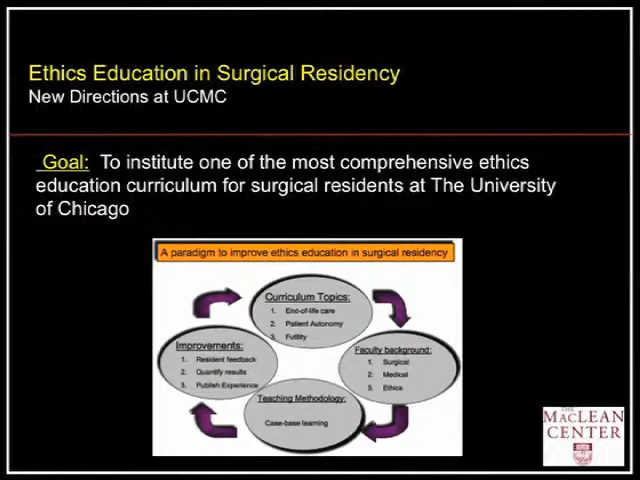 Ethics Education in Surgical Residency
New Directions at UCMC
Goal: To institute one of the most comprehensive ethics
education curriculum for surgical residents at The University
of Chicago
A paradigm to improve ethics education in surgical residency
Curriculum Topics:
1. End-of-life care
2. Patient Autonomy
3. Futility
Faculty background:
1. Surgical
2. Medical
3. Ethics
Teaching Methodology:
Case-base learning
Improvements:
1. Resident feedback
2. Quantify results
3. Publish Experience
THE
MACLEAN
CENTER